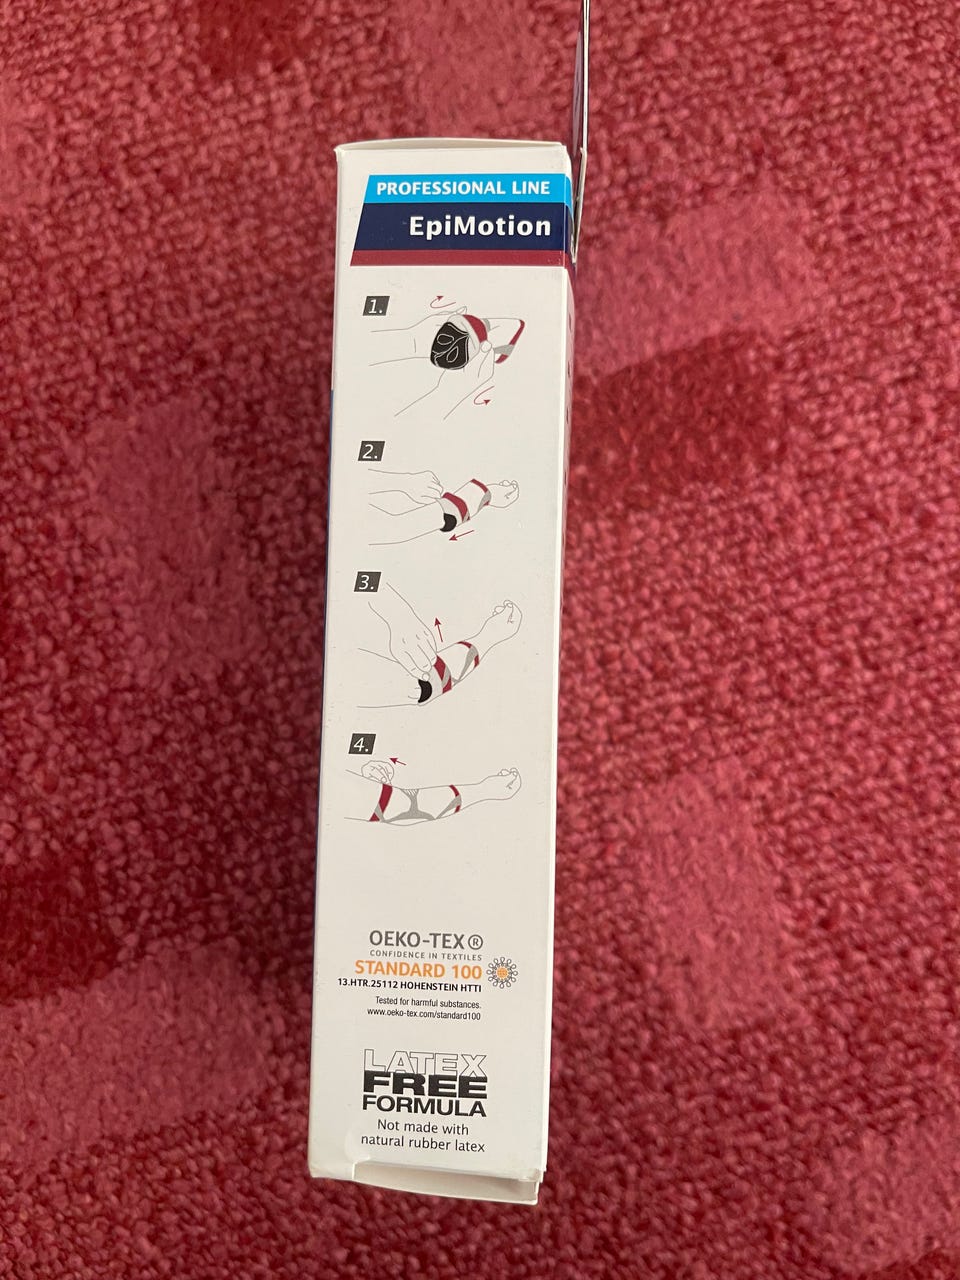 PROFESSIONAL LINE
EpiMotion
1.
2.
3.
4.
OEKO-TEX®
CONFIDENCE IN TEXTILES
STANDARD 100
13.HTR.25112 HOHENSTEIN HTTI
Tested for harmful substances.
www.oeko-tex.com/standard100
LATEX
FREE
FORMULA
Not made with
natural rubber latex